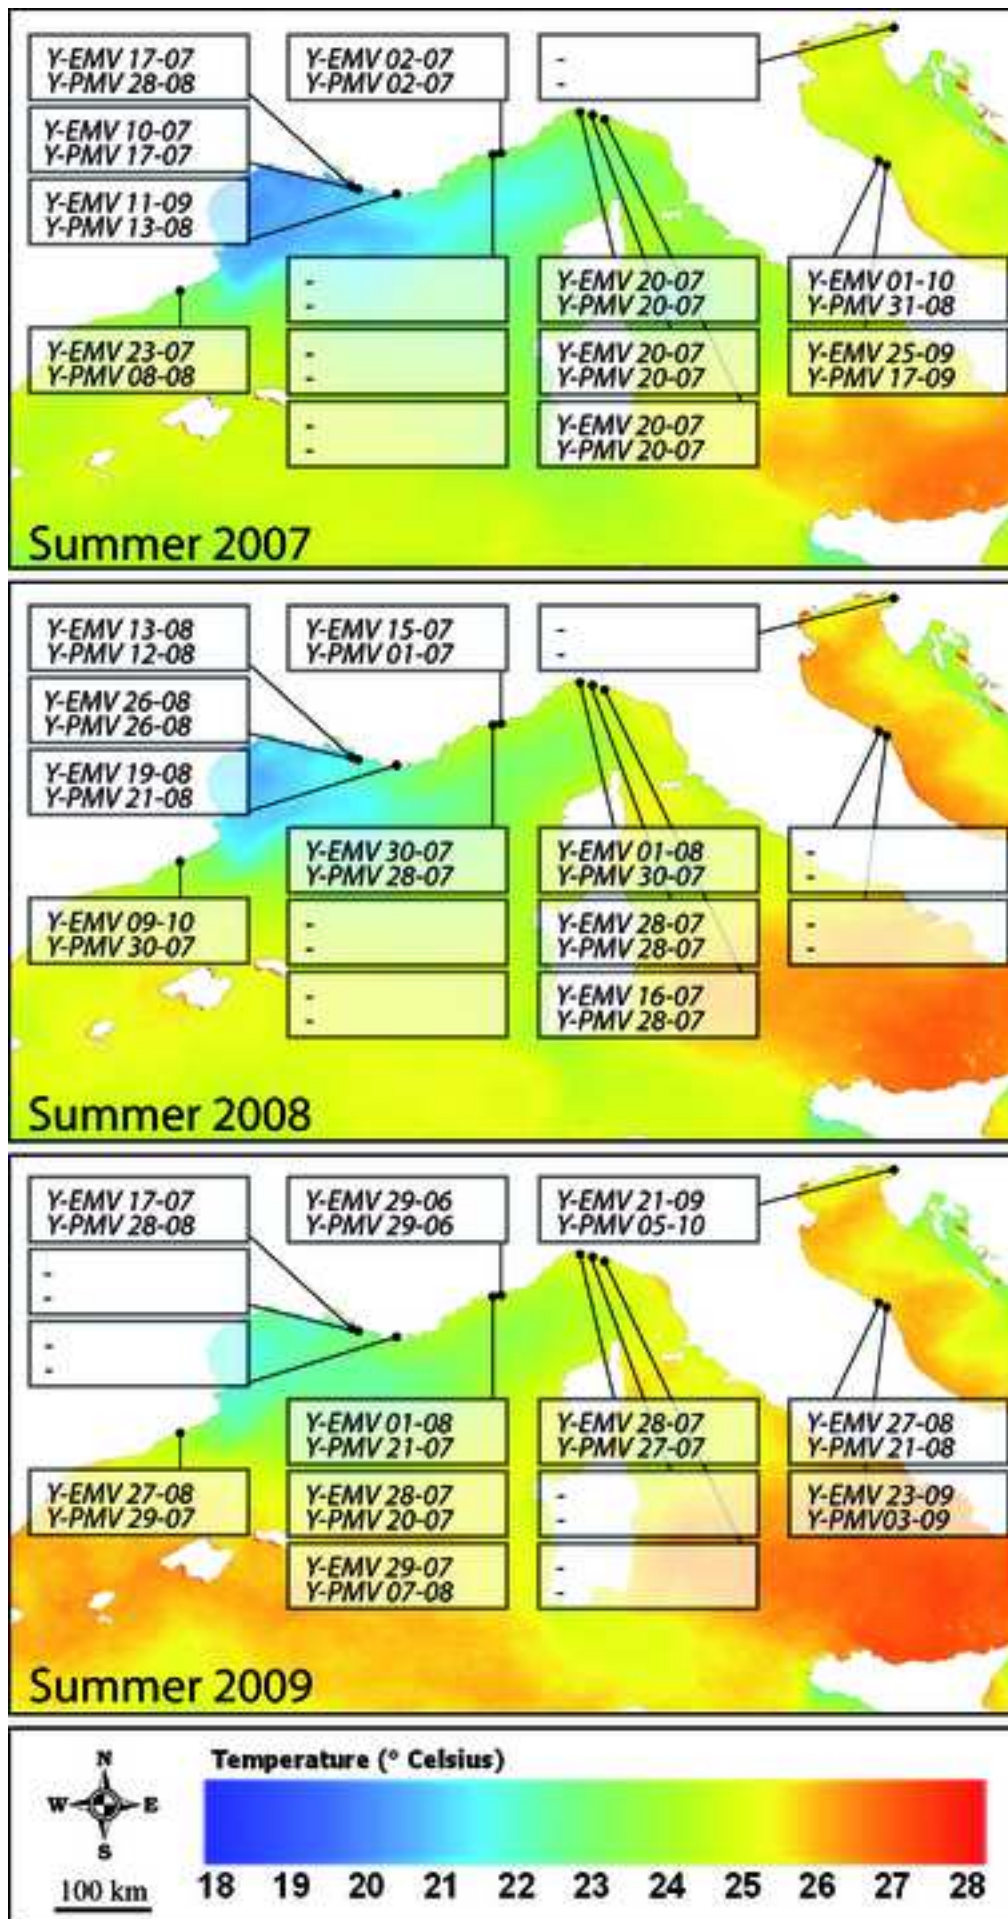 Y-EMV 17-07
Y-PMV 28-08
Y-EMV 02-07
Y-PMV 02-07
-
-
Y-EMV 10-07
Y-PMV 17-07
Y-EMV 11-09
Y-PMV 13-08
-
-
Y-EMV 20-07
Y-PMV 20-07
Y-EMV 01-10
Y-PMV 31-08
Y-EMV 23-07
Y-PMV 08-08
-
-
Y-EMV 20-07
Y-PMV 20-07
Y-EMV 25-09
Y-PMV 17-09
-
-
Y-EMV 20-07
Y-PMV 20-07
Summer 2007
Y-EMV 13-08
Y-PMV 12-08
Y-EMV 15-07
Y-PMV 01-07
-
-
Y-EMV 26-08
Y-PMV 26-08
Y-EMV 19-08
Y-PMV 21-08
Y-EMV 30-07
Y-PMV 28-07
Y-EMV 01-08
Y-PMV 30-07
-
-
Y-EMV 09-10
Y-PMV 30-07
-
-
Y-EMV 28-07
Y-PMV 28-07
-
-
-
-
Y-EMV 16-07
Y-PMV 28-07
Summer 2008
Y-EMV 17-07
Y-PMV 28-08
Y-EMV 29-06
Y-PMV 29-06
Y-EMV 21-09
Y-PMV 05-10
-
-
-
-
Y-EMV 01-08
Y-PMV 21-07
Y-EMV 28-07
Y-PMV 27-07
Y-EMV 27-08
Y-PMV 21-08
Y-EMV 27-08
Y-PMV 29-07
Y-EMV 28-07
Y-PMV 20-07
-
-
Y-EMV 23-09
Y-PMV03-09
Y-EMV 29-07
Y-PMV 07-08
-
-
Summer 2009
Temperature (° Celsius)
N
W E
S
100 km
18 19 20 21 22 23 24 25 26 27 28